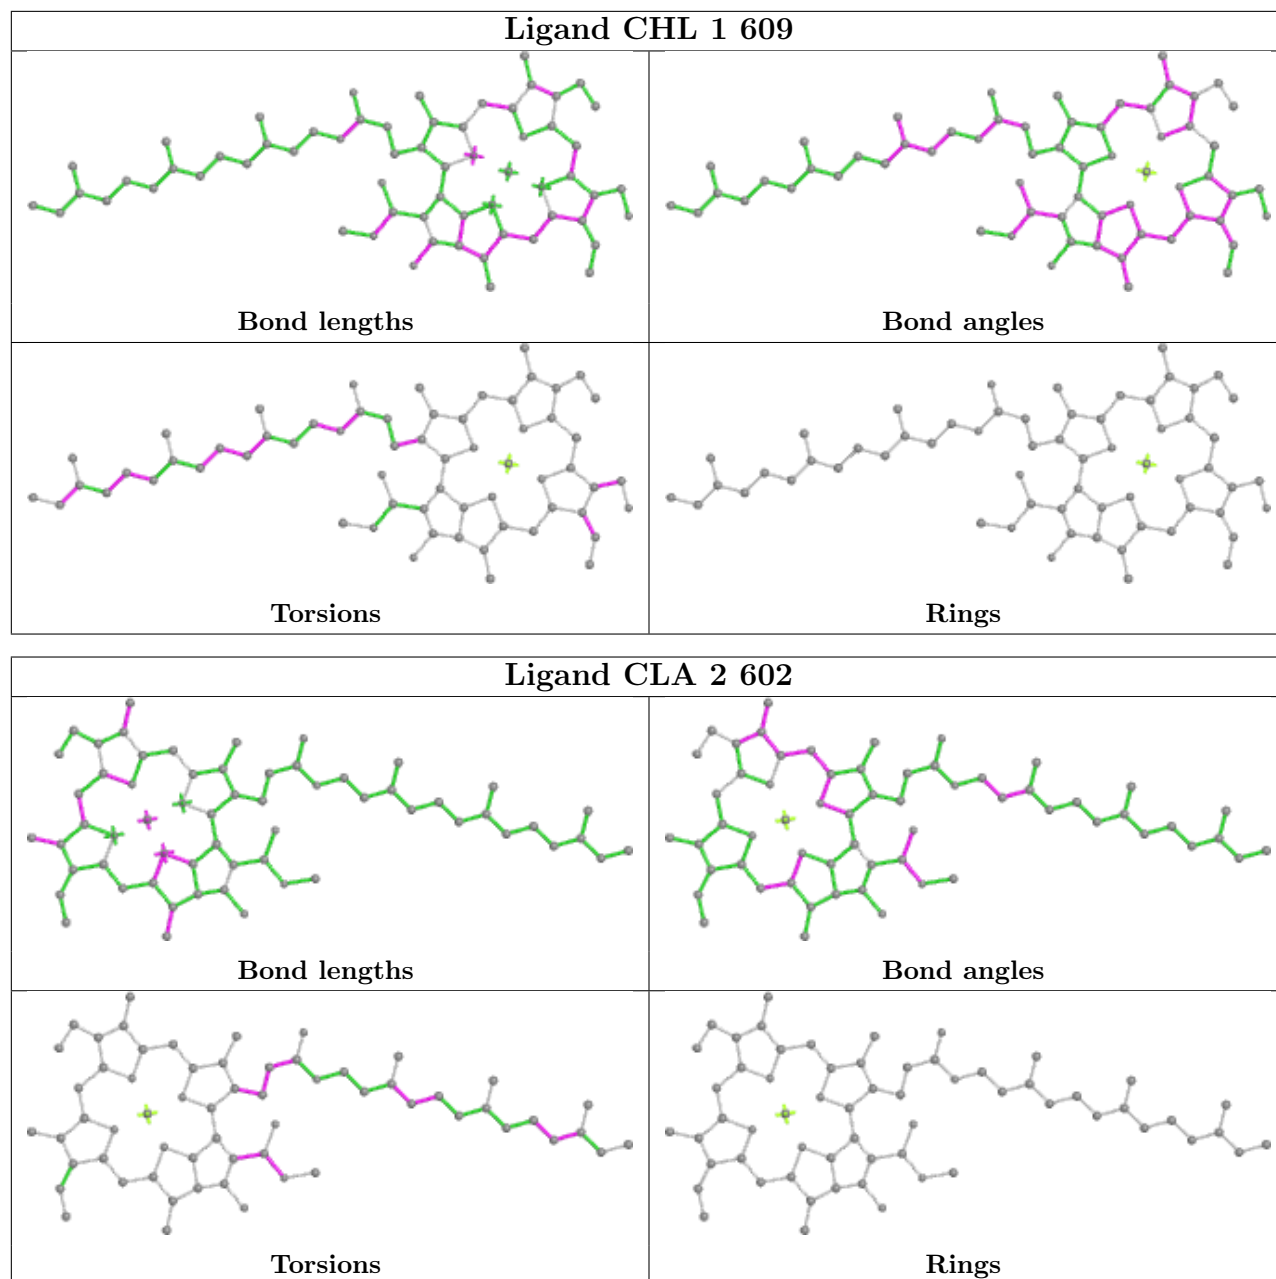 Ligand CHL 1 609
Bond lengths
Bond angles
Torsions
Rings
Ligand CLA 2 602
Bond lengths
Bond angles
Torsions
Rings